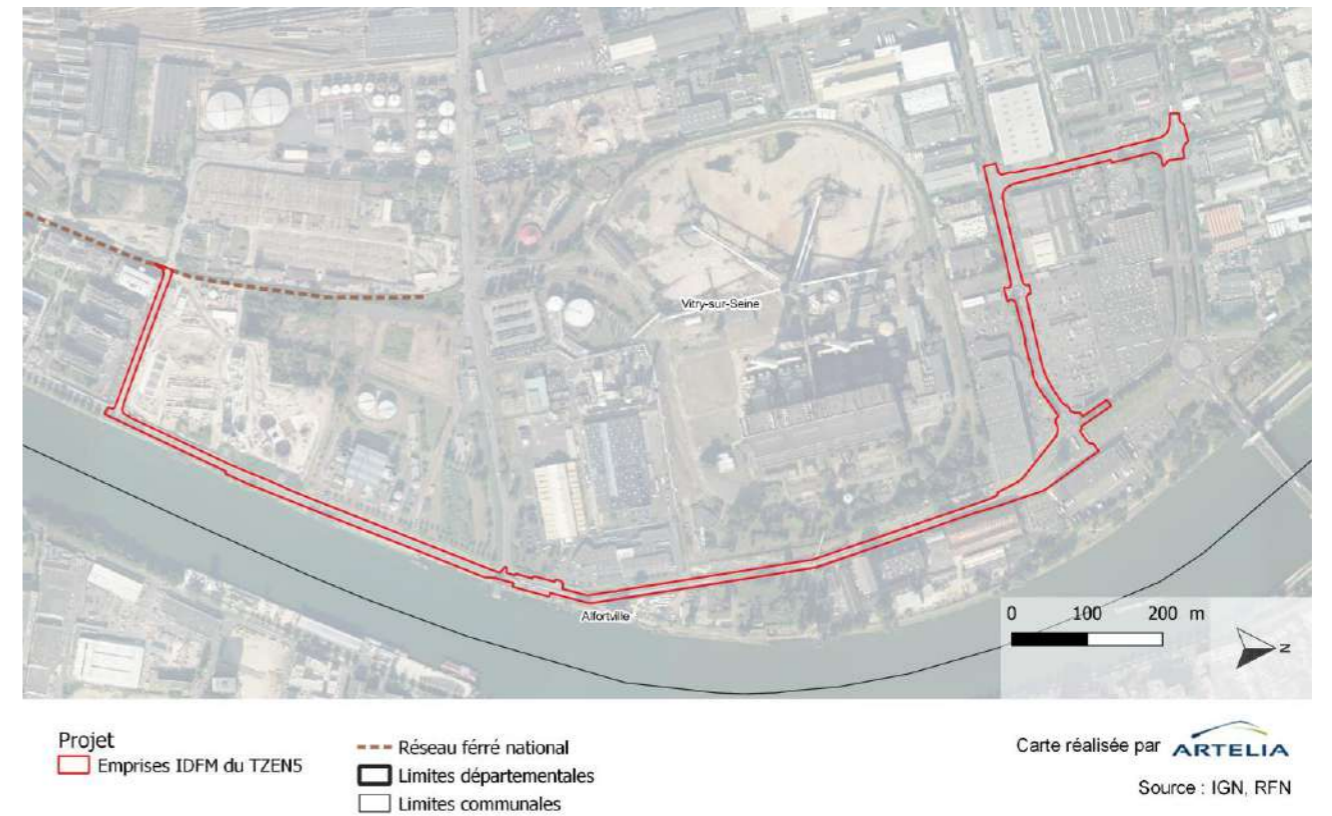 Vitry-sur-Seine
Alfortville
0 100 200 m
N
Projet
Emprises IDFM du TZEN5
Réseau férré national
Limites départementales
Limites communales
Carte réalisée par ARTELIA
Source : IGN, RFN